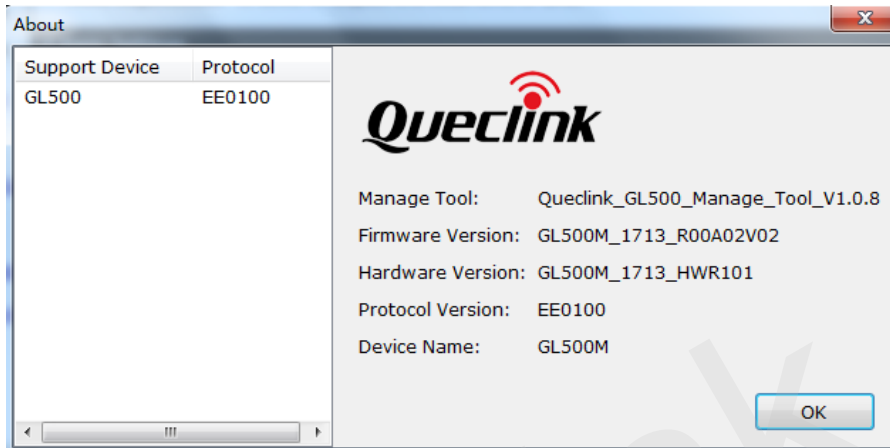 About
Support Device Protocol
GL500 EE0100
Queclink
Manage Tool: Queclink_GL500_Manage_Tool_V1.0.8
Firmware Version: GL500M_1713_R00A02V02
Hardware Version: GL500M_1713_HWR101
Protocol Version: EE0100
Device Name: GL500M
OK